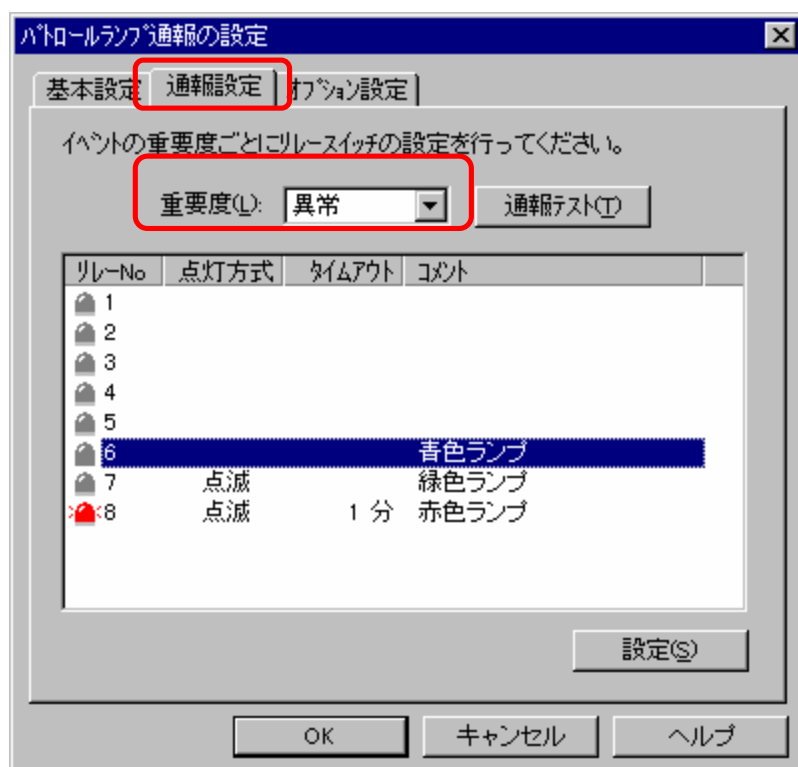 ﾊﾟﾄﾛｰﾙﾗﾝﾌﾟ通報の設定
基本設定 通報設定 ｵﾌﾟｼｮﾝ設定
ｲﾍﾞﾝﾄの重要度ごとにﾘﾚｰｽｲｯﾁの設定を行ってください。
重要度(L): 異常 通報ﾃｽﾄ(T)
ﾘﾚｰNo 点灯方式 ﾀｲﾑｱｳﾄ ｺﾒﾝﾄ
1
2
3
4
5
6 青色ランプ
7 点滅 緑色ランプ
8 点滅 1 分 赤色ランプ
設定(S)
OK キャンセル ヘルプ